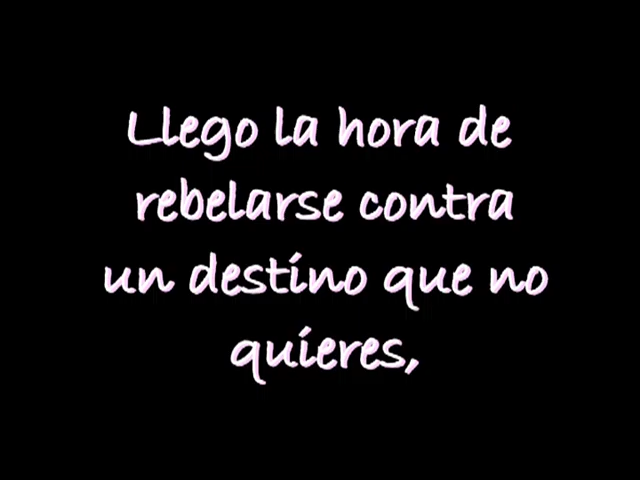 Llego la hora de
rebelarse contra
un destino que no
quieres,